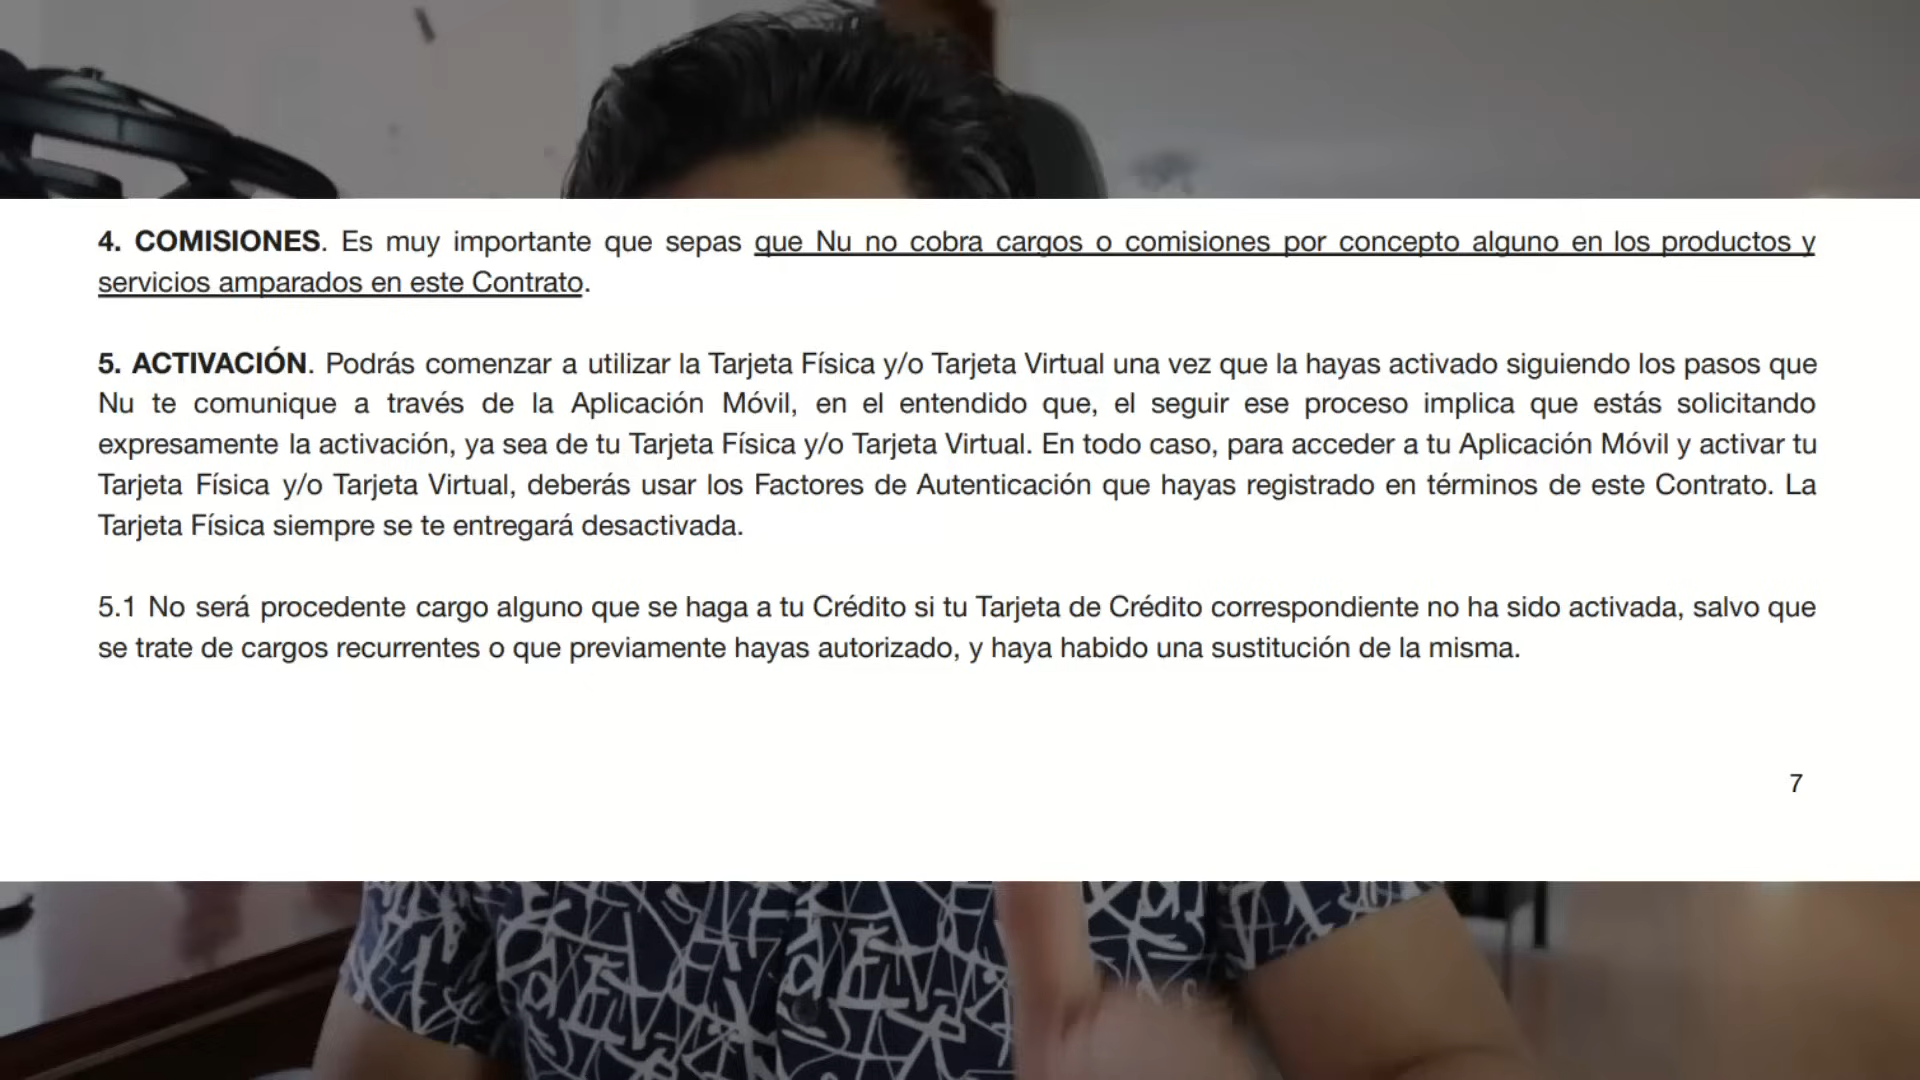 4. COMISIONES. Es muy importante que sepas que Nu no cobra cargos o comisiones por concepto alguno en los productos y
servicios amparados en este Contrato.
5. ACTIVACIÓN. Podrás comenzar a utilizar la Tarjeta Física y/o Tarjeta Virtual una vez que la hayas activado siguiendo los pasos que
Nu te comunique a través de la Aplicación Móvil, en el entendido que, el seguir ese proceso implica que estás solicitando
expresamente la activación, ya sea de tu Tarjeta Física y/o Tarjeta Virtual. En todo caso, para acceder a tu Aplicación Móvil y activar tu
Tarjeta Física y/o Tarjeta Virtual, deberás usar los Factores de Autenticación que hayas registrado en términos de este Contrato. La
Tarjeta Física siempre se te entregará desactivada.
5.1 No será procedente cargo alguno que se haga a tu Crédito si tu Tarjeta de Crédito correspondiente no ha sido activada, salvo que
se trate de cargos recurrentes o que previamente hayas autorizado, y haya habido una sustitución de la misma.
7